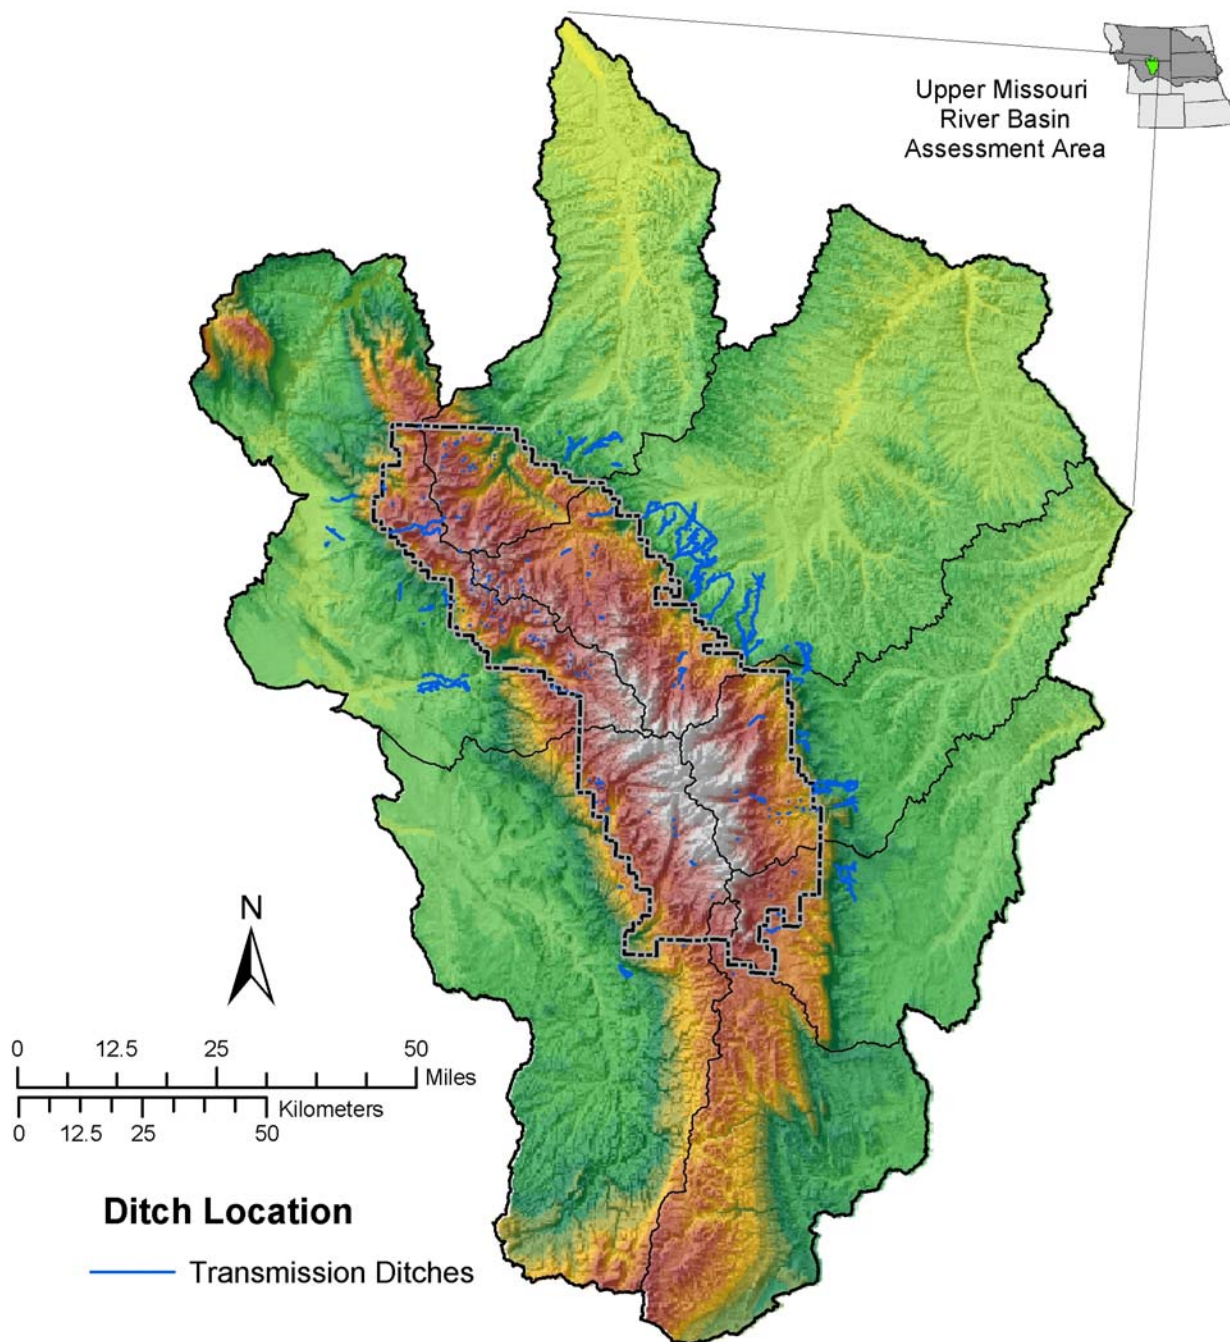 Upper Missouri
River Basin
Assessment Area
N
0 12.5 25 50
Miles
Kilometers
0 12.5 25 50
Ditch Location
Transmission Ditches